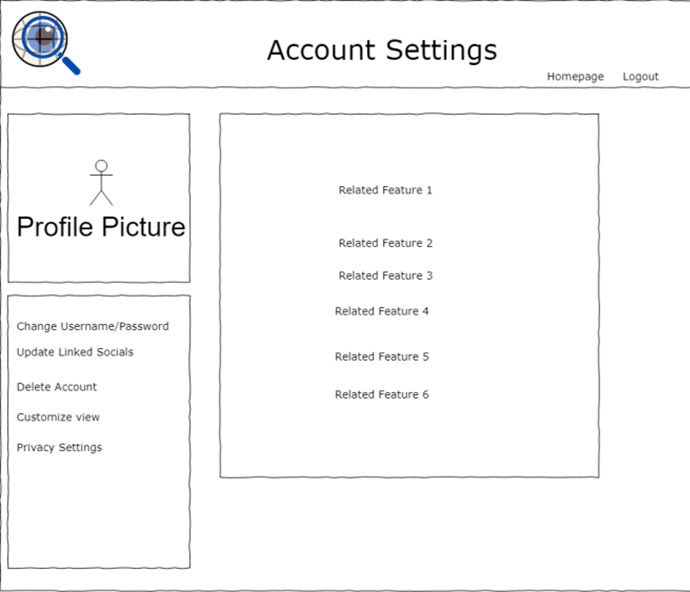 Account Settings
Homepage Logout
Profile Picture
Change Username/Password
Update Linked Socials
Delete Account
Customize view
Privacy Settings
Related Feature 1
Related Feature 2
Related Feature 3
Related Feature 4
Related Feature 5
Related Feature 6